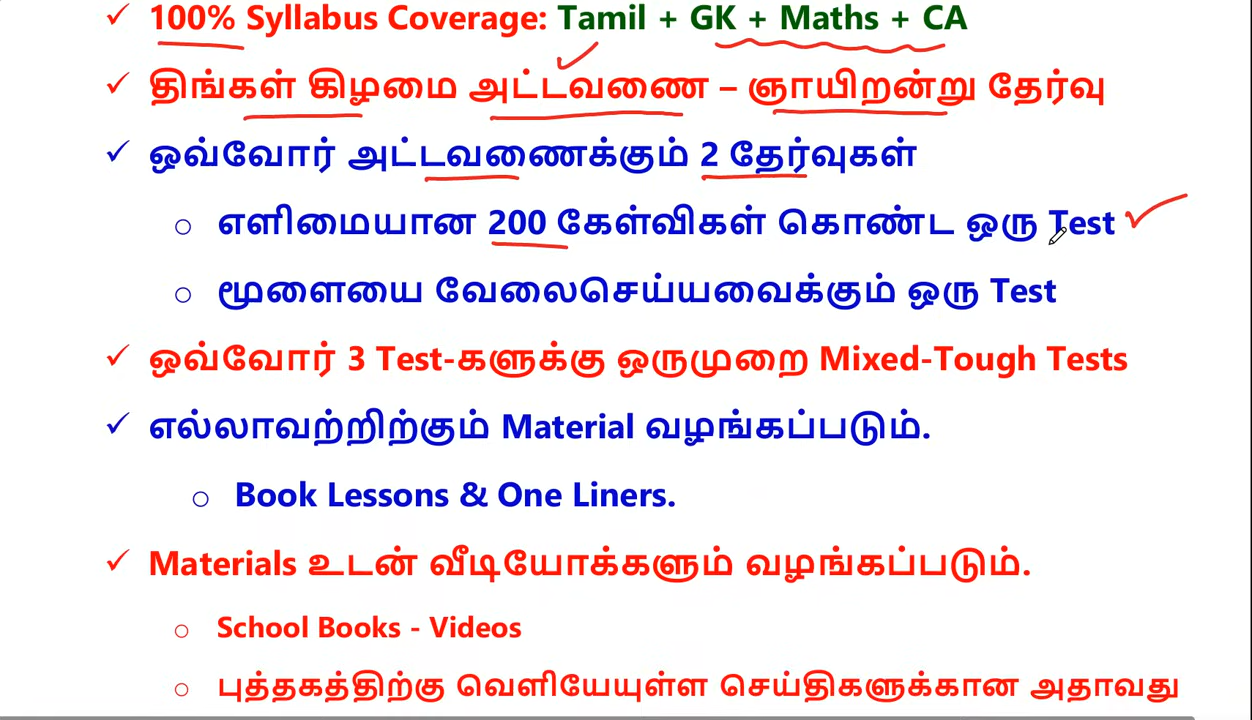 ✓ 100% Syllabus Coverage: Tamil + GK + Maths + CA
✓ திங்கள் கிழமை அட்டவணை – ஞாயிறன்று தேர்வு
✓ ஒவ்வோர் அட்டவணைக்கும் 2 தேர்வுகள்
○ எளிமையான 200 கேள்விகள் கொண்ட ஒரு Test
○ மூளையை வேலைசெய்யவைக்கும் ஒரு Test
✓ ஒவ்வோர் 3 Test-களுக்கு ஒருமுறை Mixed-Tough Tests
✓ எல்லாவற்றிற்கும் Material வழங்கப்படும்.
○ Book Lessons & One Liners.
✓ Materials உடன் வீடியோக்களும் வழங்கப்படும்.
○ School Books - Videos
○ புத்தகத்திற்கு வெளியேயுள்ள செய்திகளுக்கான அதாவது